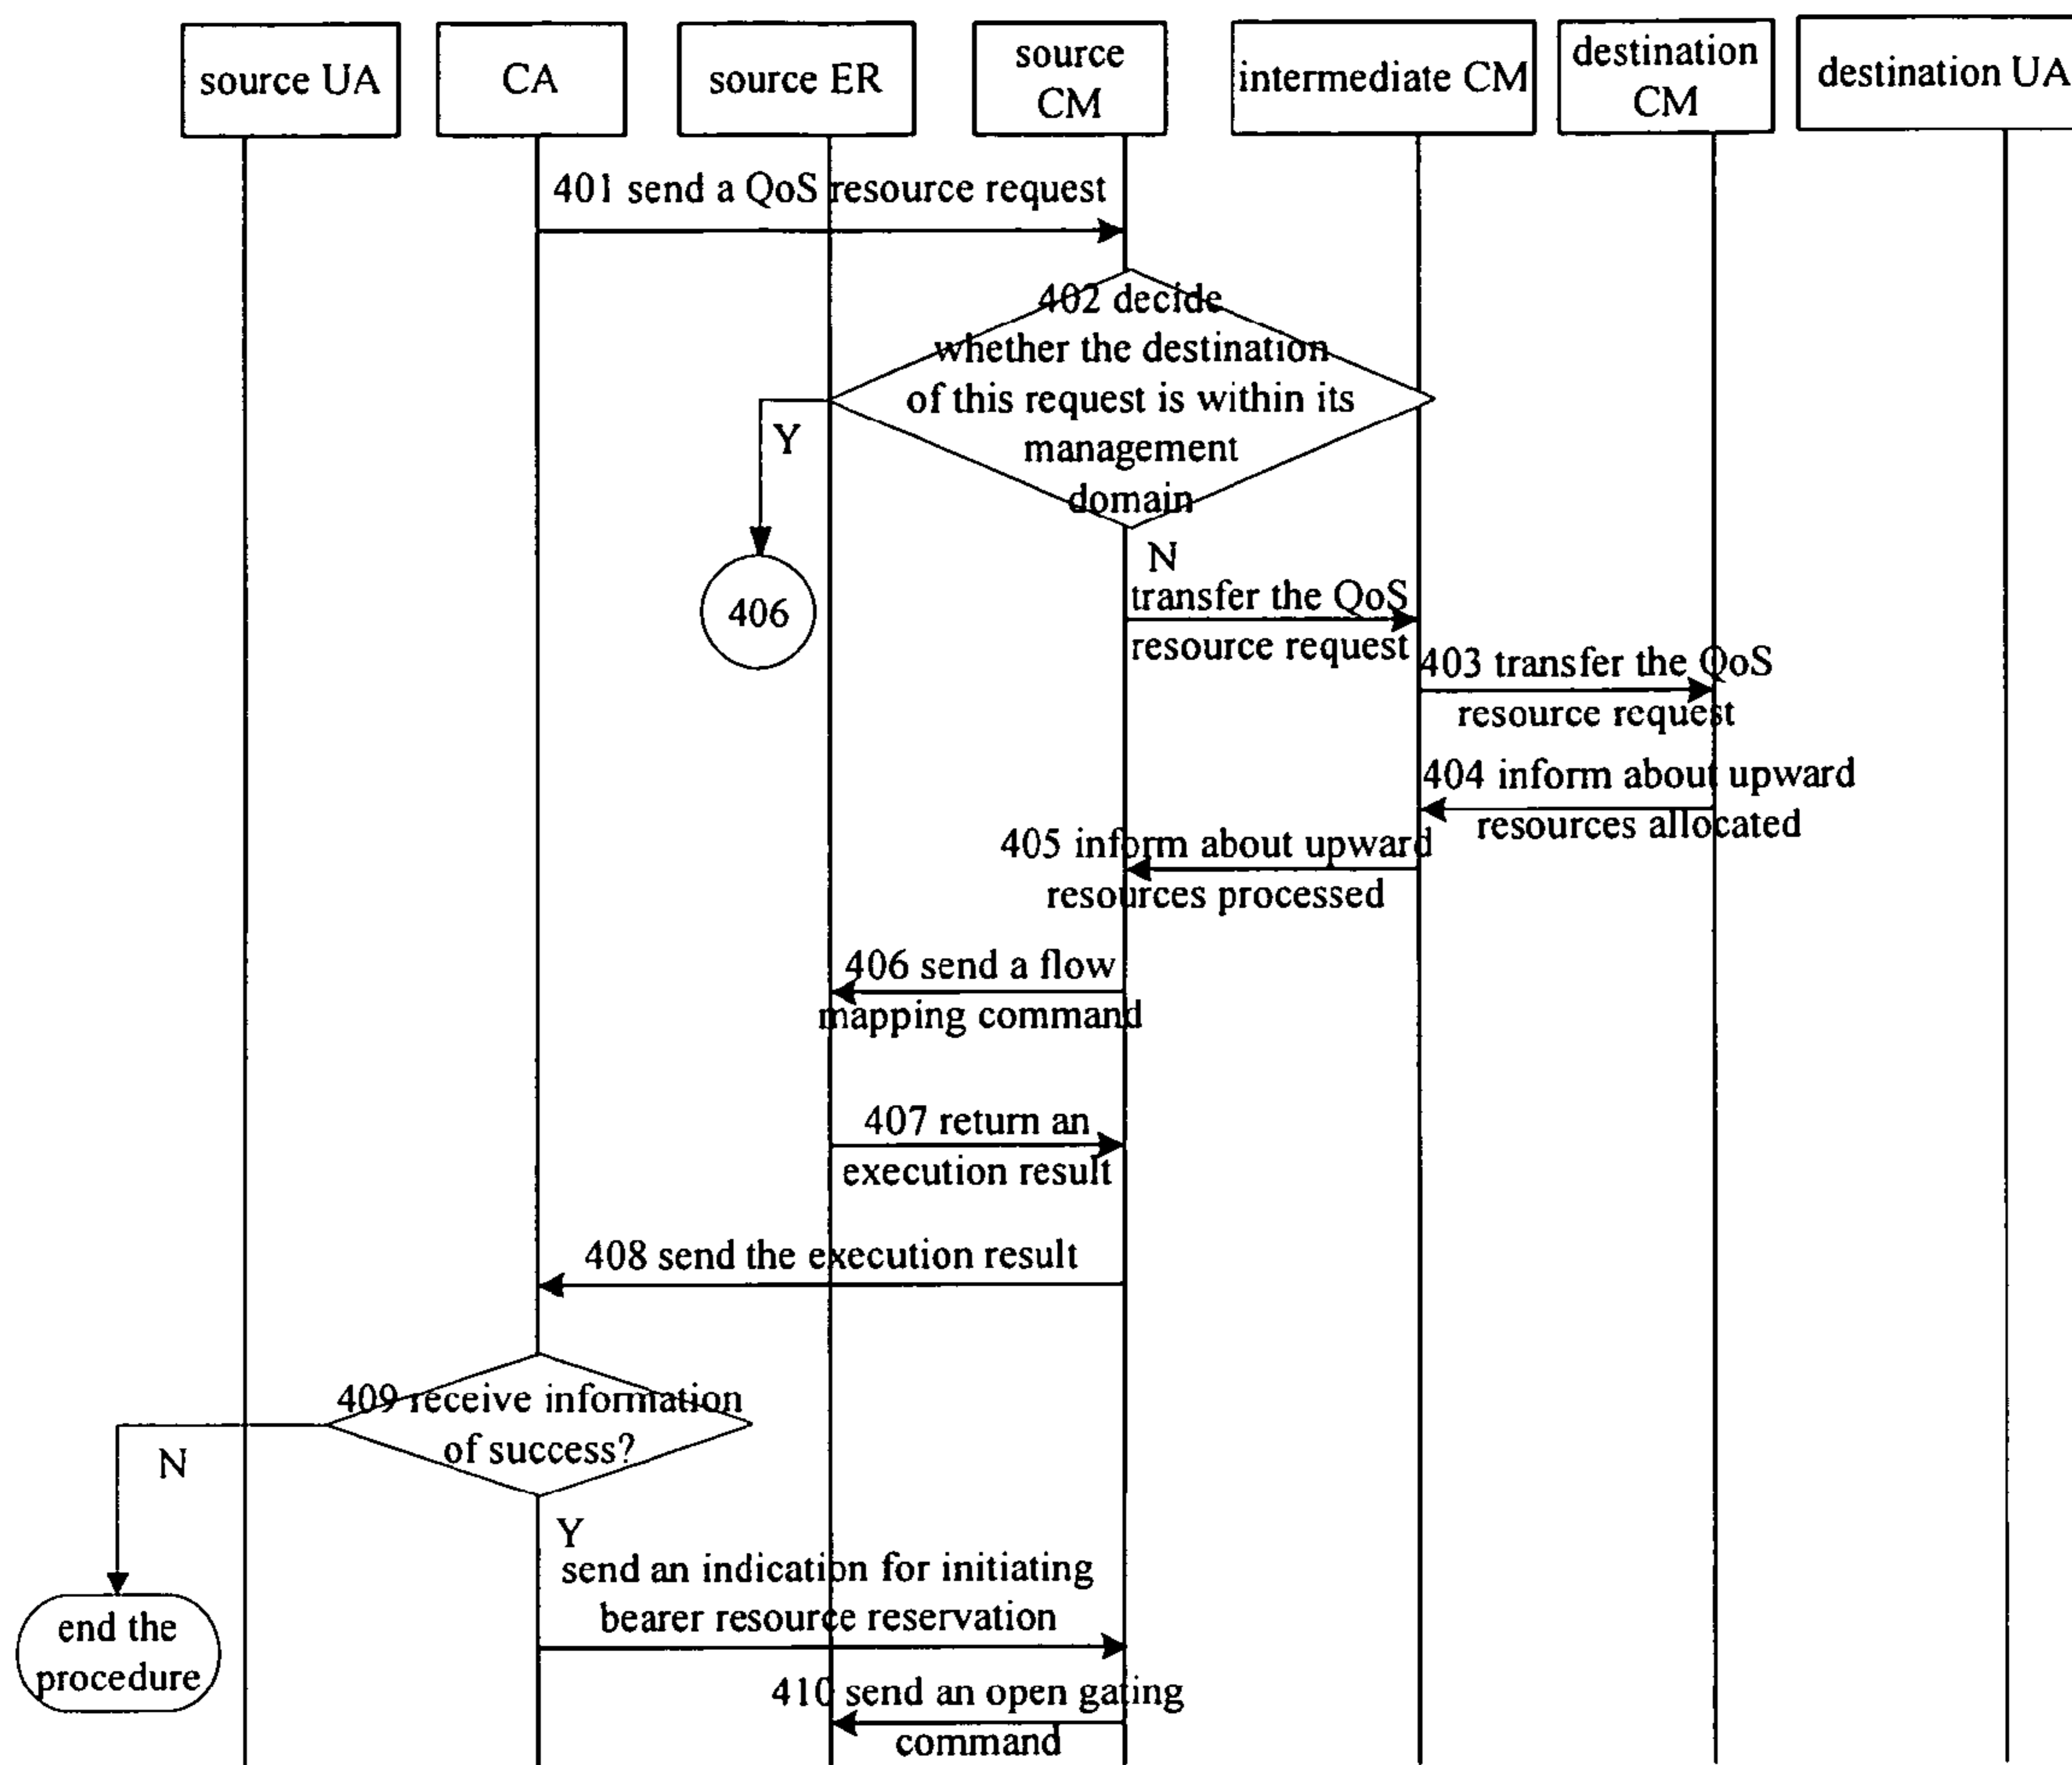 source UA
CA
source ER
source
CM
intermediate CM
destination
CM
destination UA
401 send a QoS resource request
402 decide
whether the destination
of this request is within its
management
domain
Y
406
N
transfer the QoS
resource request
403 transfer the QoS
resource request
404 inform about upward
resources allocated
405 inform about upward
resources processed
406 send a flow
mapping command
407 return an
execution result
408 send the execution result
409 receive information
of success?
N
end the
procedure
Y
send an indication for initiating
bearer resource reservation
410 send an open gating
command